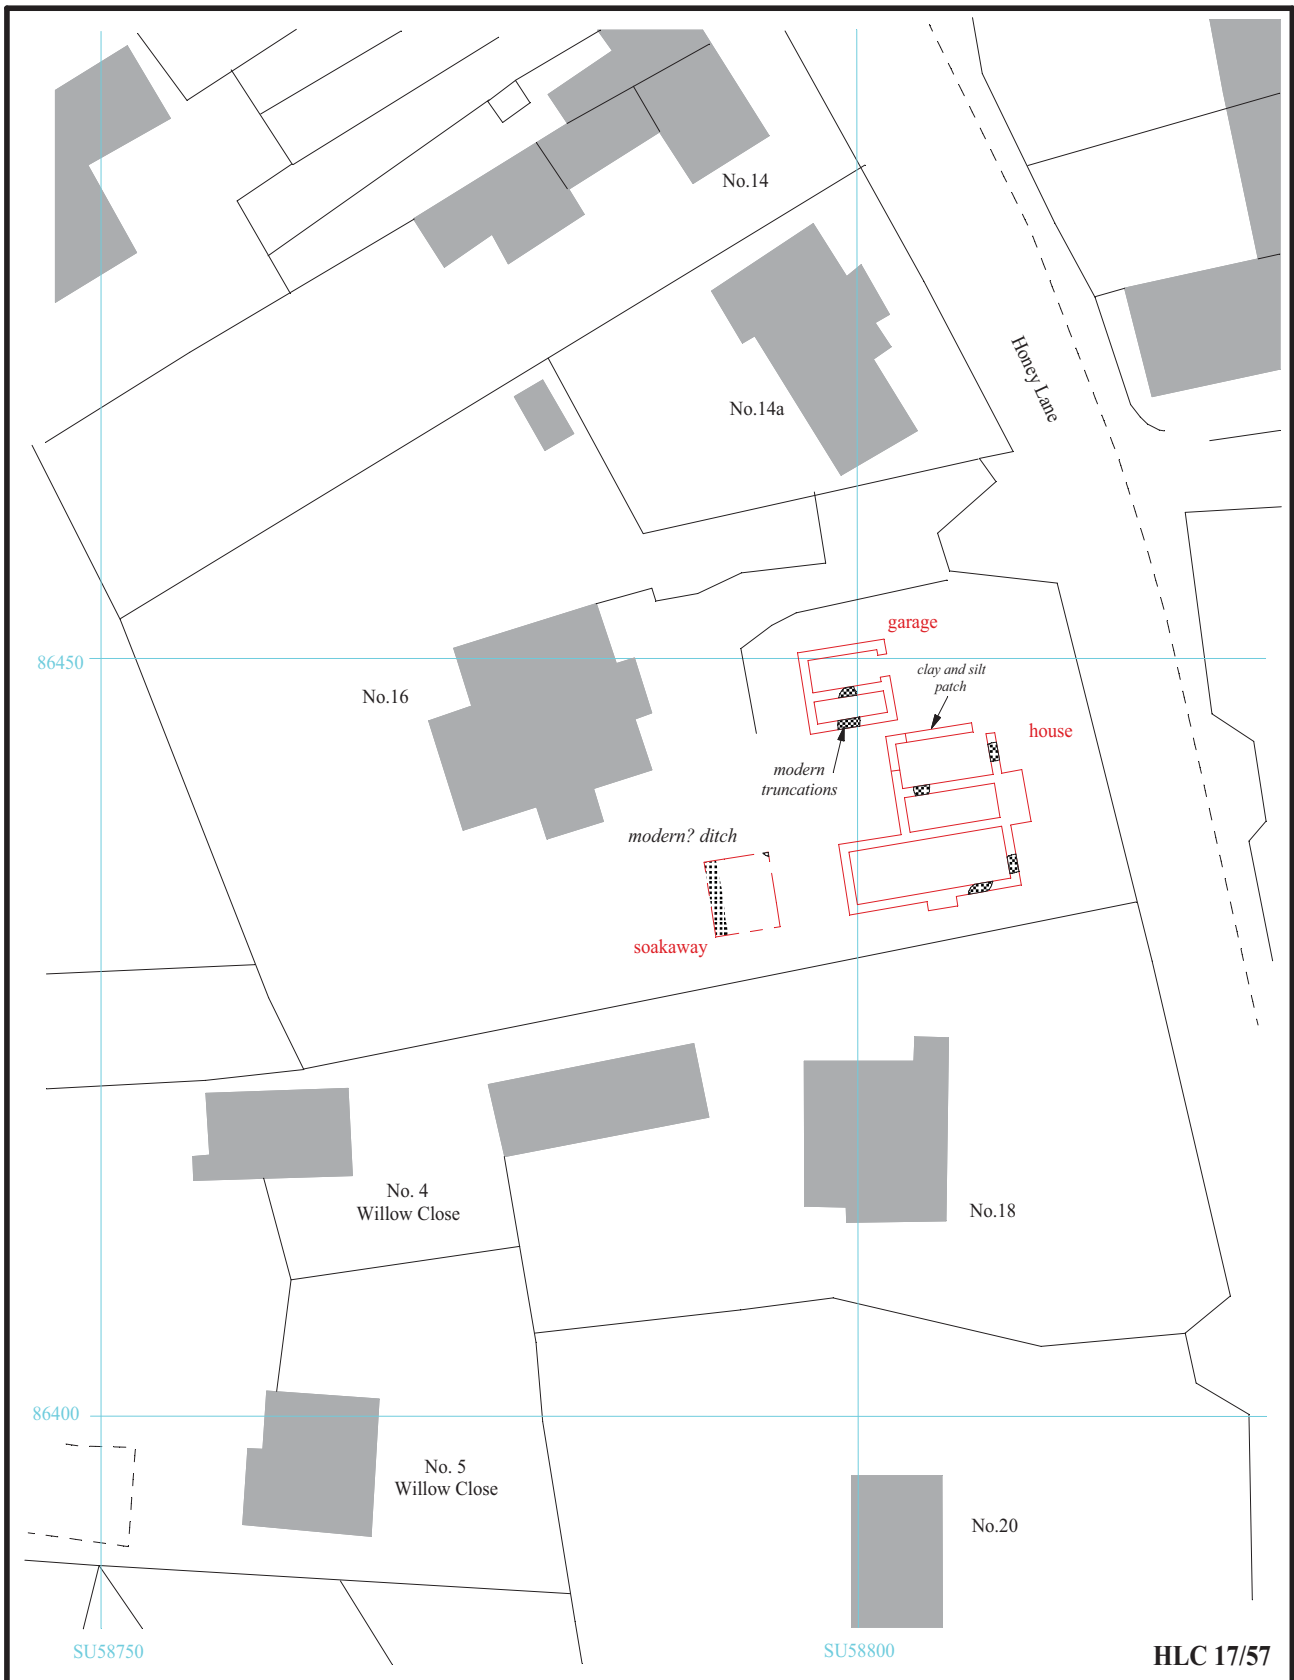 No.14
Honey Lane
No.14a
garage
86450
clay and silt
patch
No.16
house
modern
truncations
modern? ditch
soakaway
No. 4
Willow Close
No.18
86400
No. 5
Willow Close
No.20
SU58750
SU58800
HLC 17/57